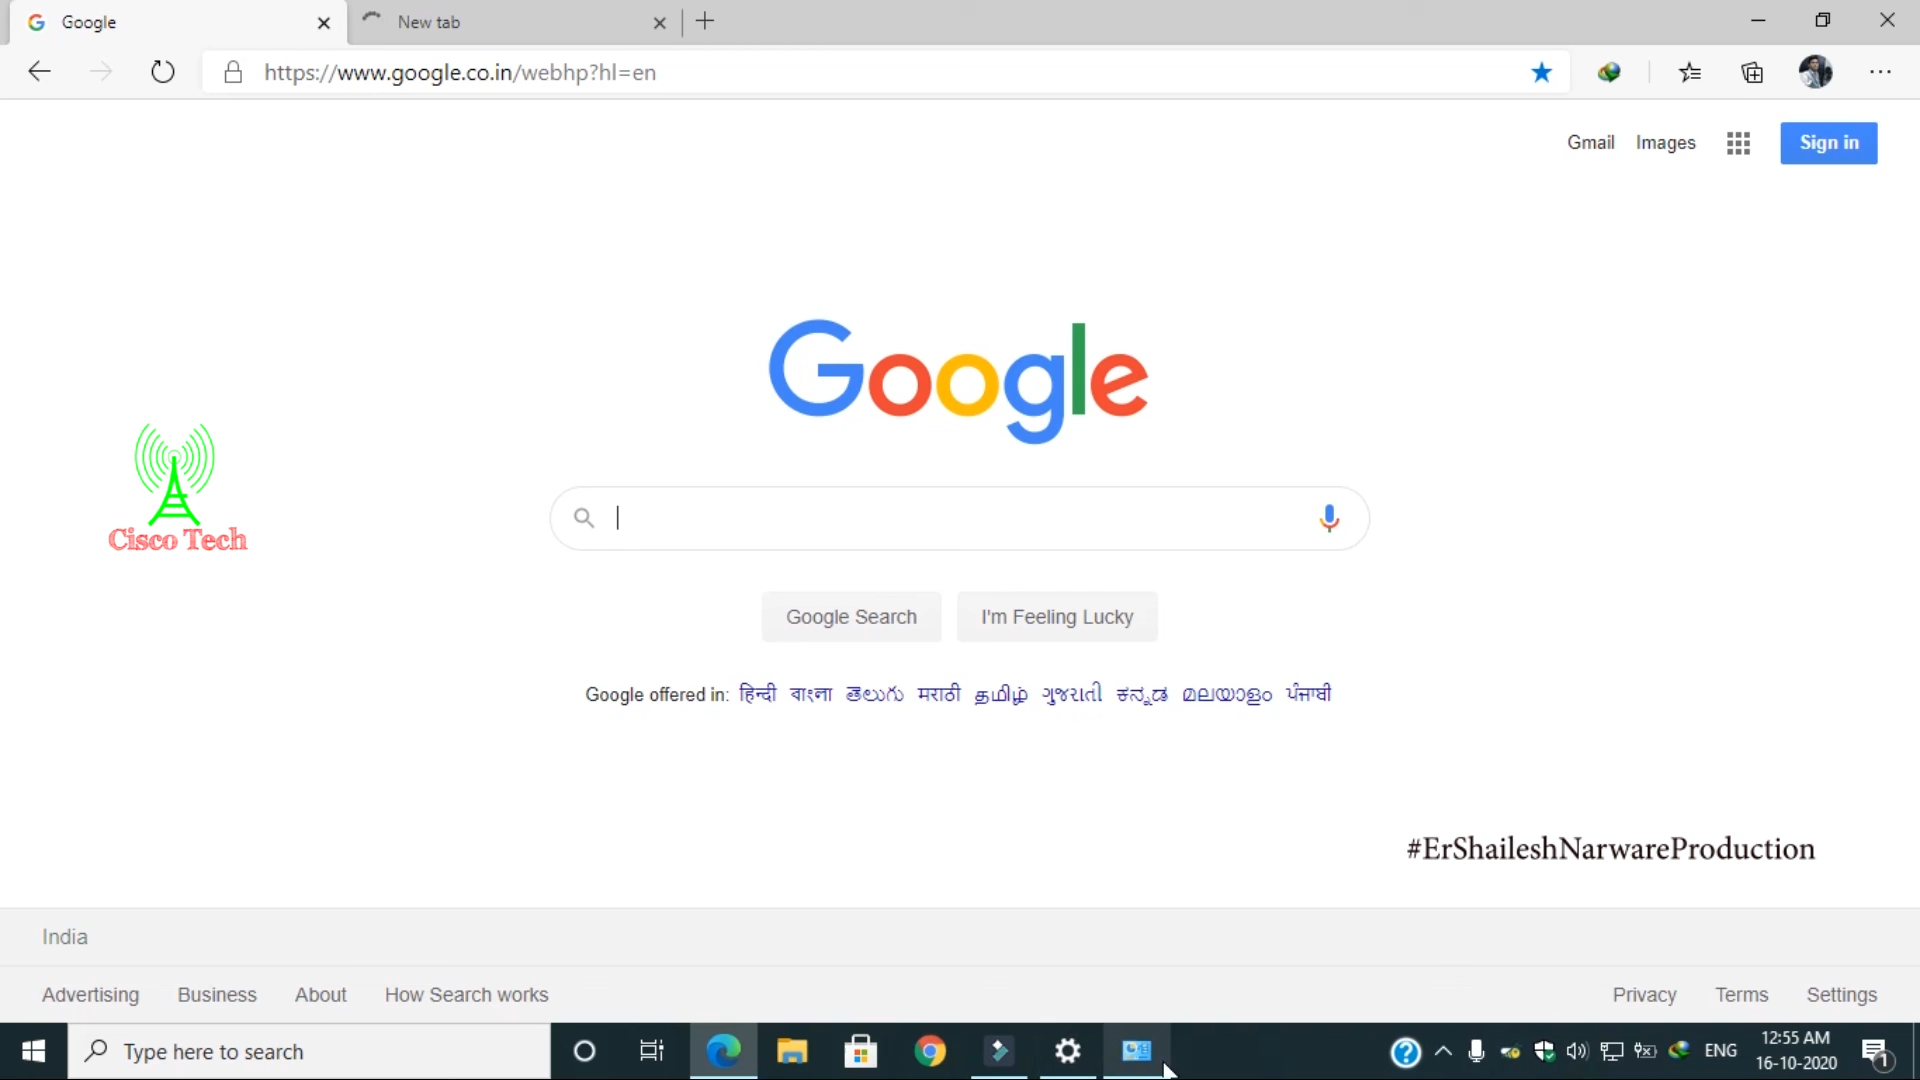 Google
New tab
https://www.google.co.in/webhp?hl=en
Gmail Images Sign in
Google
Cisco Tech
Google Search I'm Feeling Lucky
Google offered in: हिन्दी বাংলা తెలుగు मराठी தமிழ் ગુજરાતી ಕನ್ನಡ മലയാളം ਪੰਜਾਬੀ
#ErShaileshNarwareProduction
India
Advertising Business About How Search works Privacy Terms Settings
Type here to search
ENG
12:55 AM
16-10-2020
1